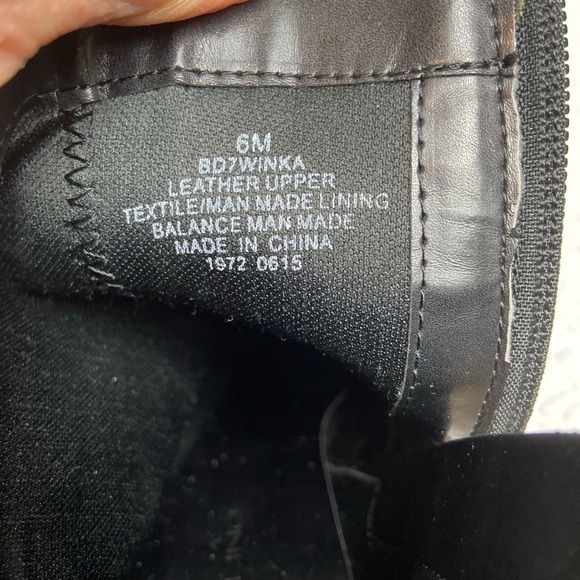 6M
BD7WINKA
LEATHER UPPER
TEXTILE/MAN MADE LINING
BALANCE MAN MADE
MADE IN CHINA
1972 0615